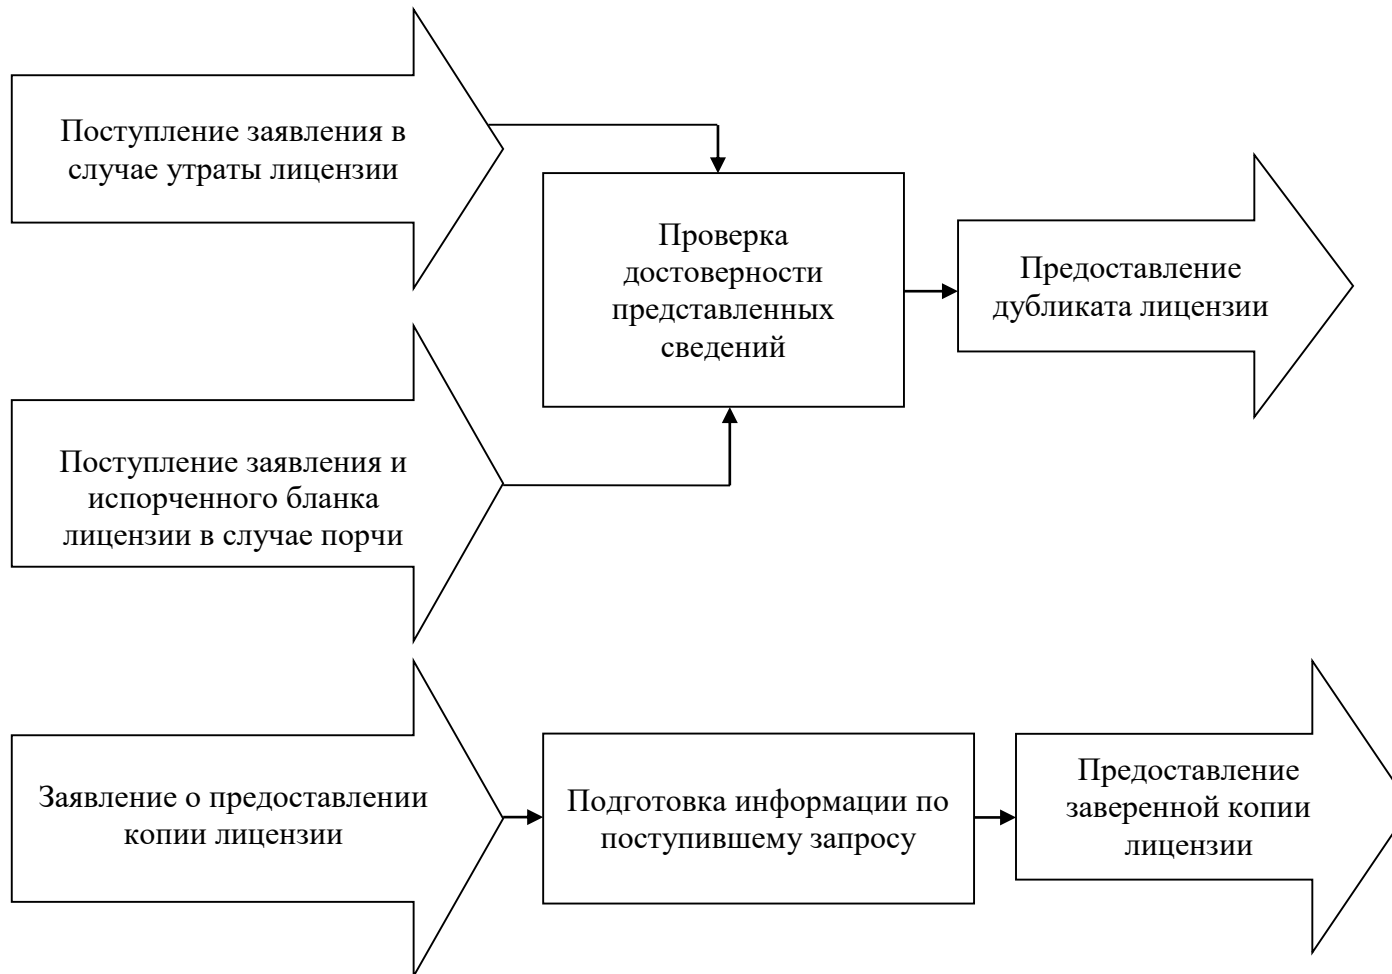 Поступление заявления в
случае утраты лицензии
Проверка
достоверности
представленных
сведений
Предоставление
дубликата лицензии
Поступление заявления и
испорченного бланка
лицензии в случае порчи
Заявление о предоставлении
копии лицензии
Подготовка информации по
поступившему запросу
Предоставление
заверенной копии
лицензии